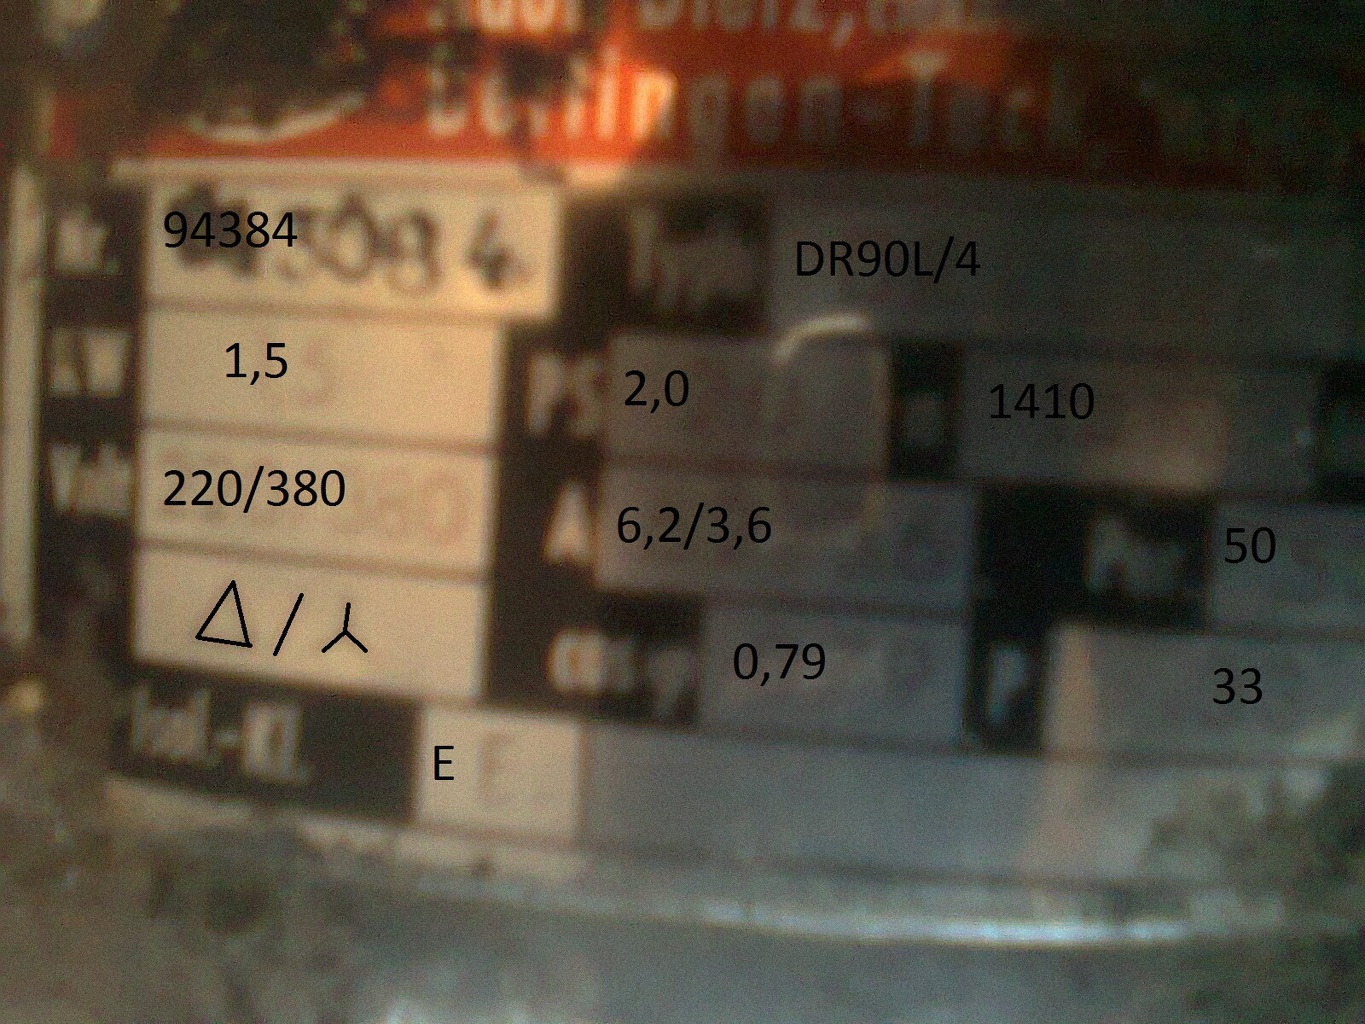 Dettingen-Teck,
Nr. 94384 Type DR90L/4
KW 1,5 PS 2,0 1410
Volt 220/380 A 6,2/3,6 Per 50
Δ/Y cos φ 0,79 P 33
Isol.-Kl. E